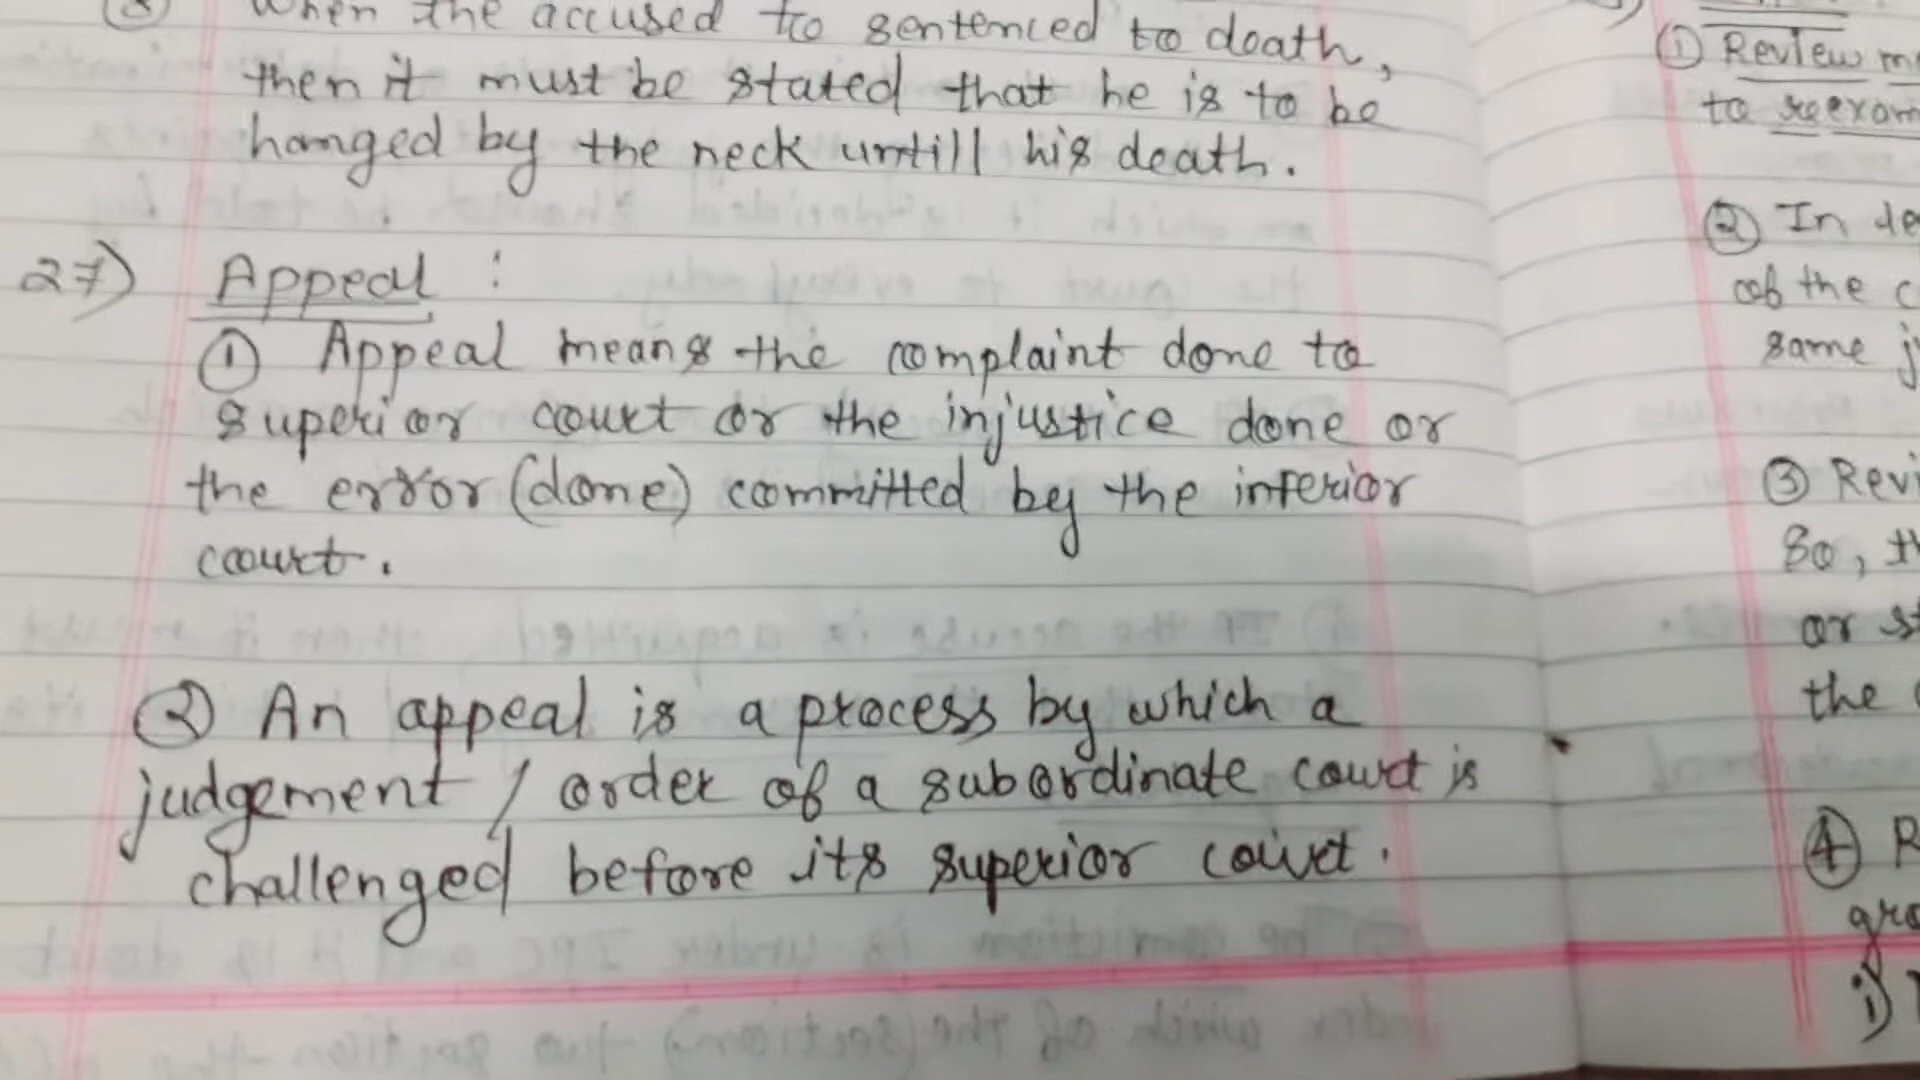 ③ When the accused to sentenced to death,
then it must be stated that he is to be
hanged by the neck untill his death.
27) Appeal :
① Appeal means the complaint done to
superior court or the injustice done or
the error (done) committed by the inferior
court.
② An appeal is a process by which a
judgement / order of a subordinate court is
challenged before its superior court.
① Review
to
② In
of the
same
③
So,
or
the
④
i)